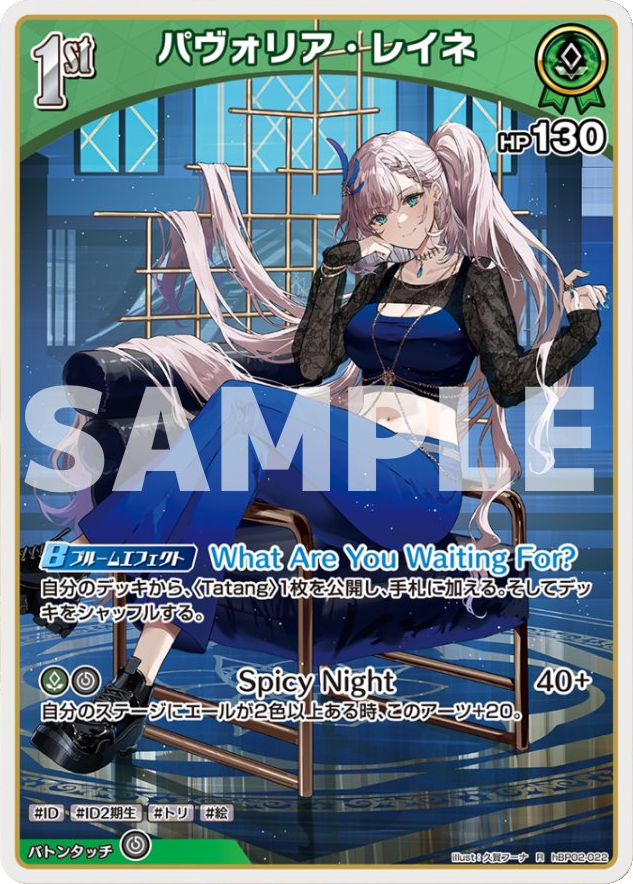 1st
パヴォリア・レイネ
HP130
SAMPLE
B ブルームエフェクト What Are You Waiting For?
自分のデッキから、〈Tatang〉1枚を公開し、手札に加える。そしてデッ
キをシャッフルする。
Spicy Night 40+
自分のステージにエールが2色以上ある時、このアーツ+20。
#ID #ID2期生 #トリ #絵
バトンタッチ
illust:久賀フーナ R hBP02-022